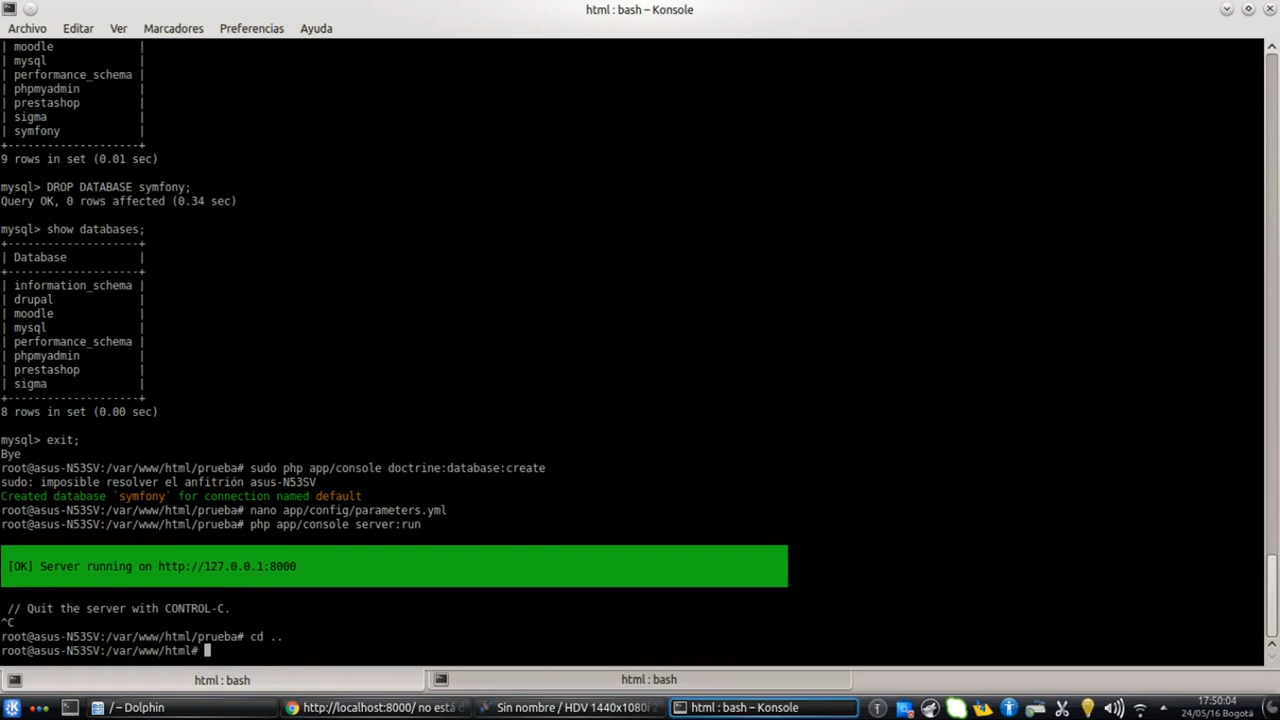 html : bash – Konsole
Archivo Editar Ver Marcadores Preferencias Ayuda
| moodle |
| mysql |
| performance_schema |
| phpmyadmin |
| prestashop |
| sigma |
| symfony |
+--------------------+
9 rows in set (0.01 sec)
mysql> DROP DATABASE symfony;
Query OK, 0 rows affected (0.34 sec)
mysql> show databases;
+--------------------+
| Database |
+--------------------+
| information_schema |
| drupal |
| moodle |
| mysql |
| performance_schema |
| phpmyadmin |
| prestashop |
| sigma |
+--------------------+
8 rows in set (0.00 sec)
mysql> exit;
Bye
root@asus-N53SV:/var/www/html/prueba# sudo php app/console doctrine:database:create
sudo: imposible resolver el anfitrión asus-N53SV
Created database `symfony` for connection named default
root@asus-N53SV:/var/www/html/prueba# nano app/config/parameters.yml
root@asus-N53SV:/var/www/html/prueba# php app/console server:run
[OK] Server running on http://127.0.0.1:8000
// Quit the server with CONTROL-C.
^C
root@asus-N53SV:/var/www/html/prueba# cd ..
root@asus-N53SV:/var/www/html#
html : bash html : bash
/ – Dolphin http://localhost:8000/ no está d Sin nombre / HDV 1440x1080i 2 html : bash – Konsole 17:50:04
24/05/16 Bogotá